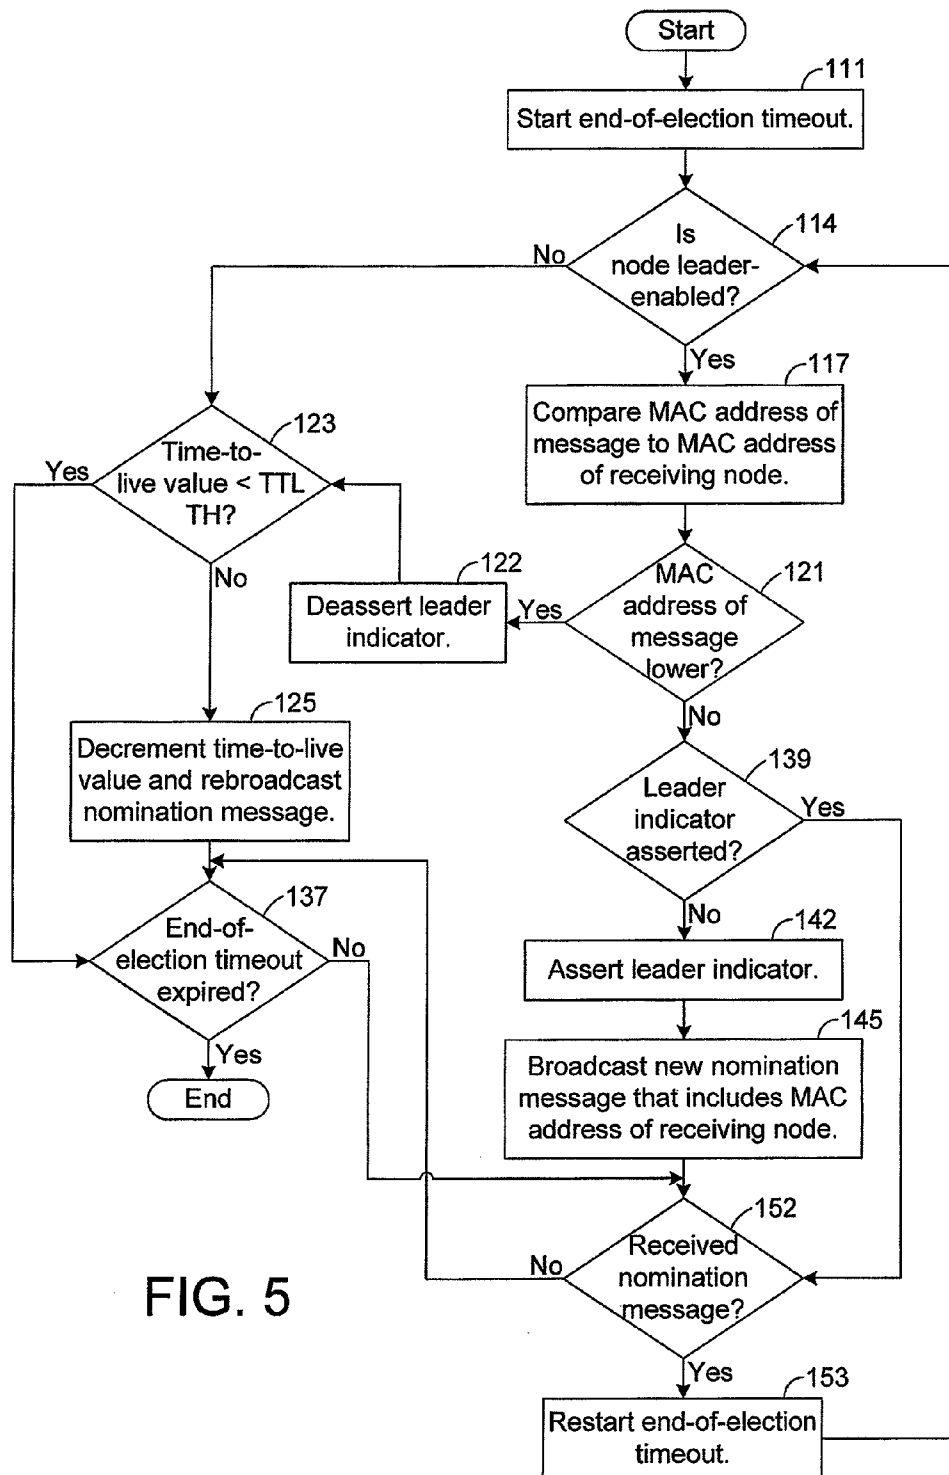 Start
111
Start end-of-election timeout.
114
Is
node leader-
enabled?
No
Yes
117
Compare MAC address of
message to MAC address
of receiving node.
123
Time-to-
live value < TTL
TH?
Yes
No
122
Deassert leader
indicator.
Yes
121
MAC
address of
message
lower?
No
125
Decrement time-to-live
value and rebroadcast
nomination message.
139
Leader
indicator
asserted?
Yes
No
137
End-of-
election timeout
expired?
No
Yes
End
142
Assert leader indicator.
145
Broadcast new nomination
message that includes MAC
address of receiving node.
152
Received
nomination
message?
No
Yes
153
Restart end-of-election
timeout.
FIG. 5